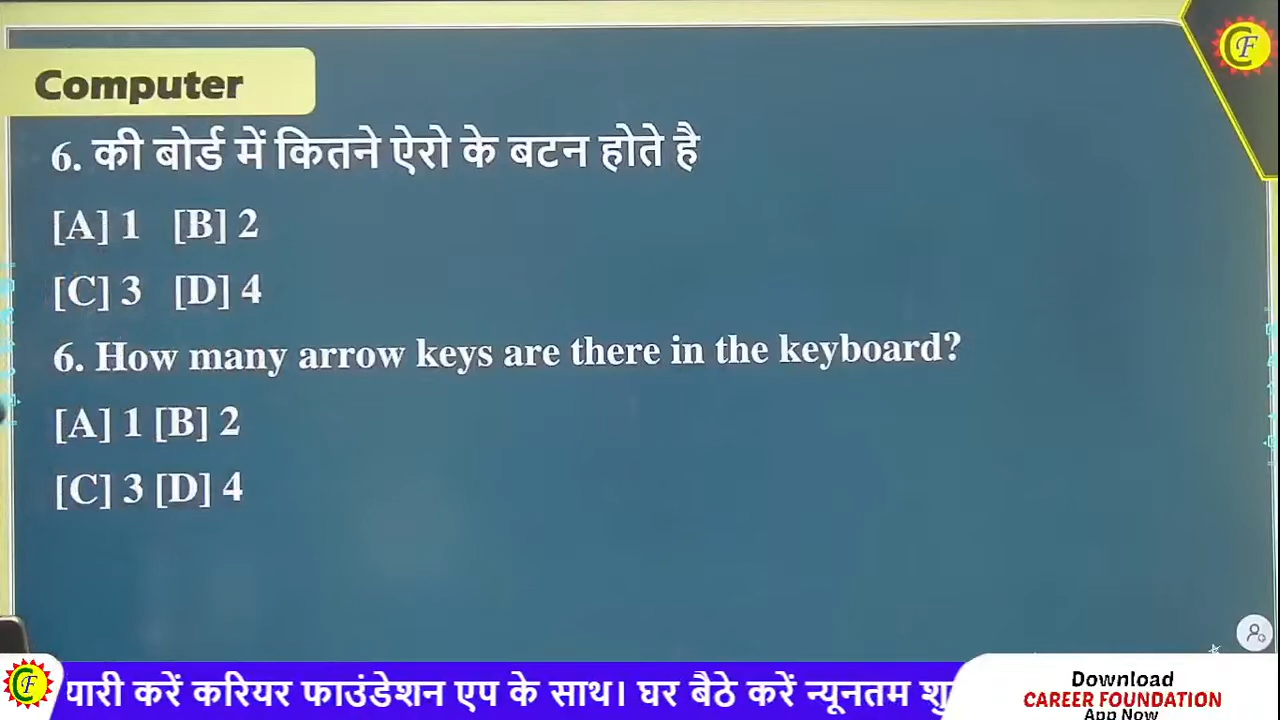 Computer
6. की बोर्ड में कितने ऐरो के बटन होते है
[A] 1 [B] 2
[C] 3 [D] 4
6. How many arrow keys are there in the keyboard?
[A] 1 [B] 2
[C] 3 [D] 4
यारी करें करियर फाउंडेशन एप के साथ। घर बैठे करें न्यूनतम शु
Download
CAREER FOUNDATION
App Now